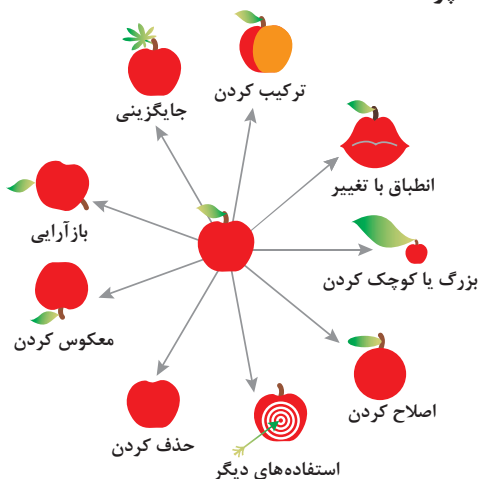 ترکیب کردن
جایگزینی
انطباق با تغییر
بازآرایی
بزرگ یا کوچک کردن
معکوس کردن
اصلاح کردن
حذف کردن
استفاده‌های دیگر